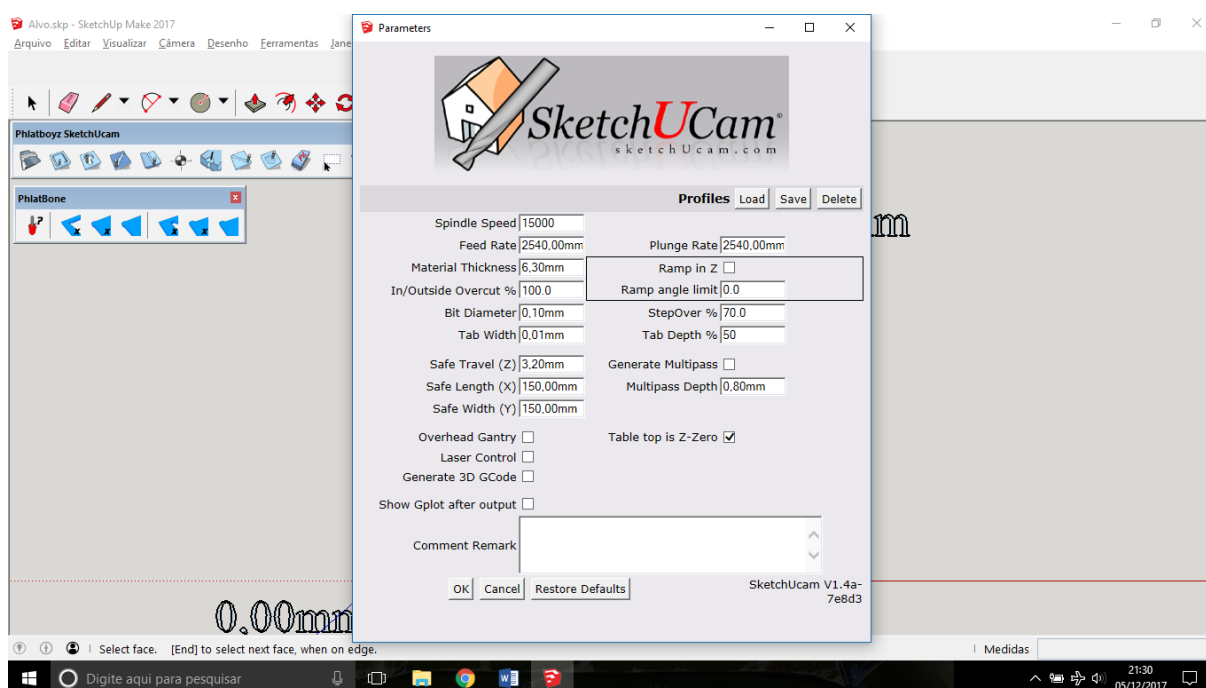 Alvo.skp - SketchUp Make 2017
Arquivo Editar Visualizar Câmera Desenho Ferramentas Jane
Phlatboyz SketchUcam
PhlatBone
Parameters
SketchUCam
sketchUcam.com
Profiles Load Save Delete
Spindle Speed 15000
Feed Rate 2540,00mm Plunge Rate 2540,00mm
Material Thickness 6,30mm Ramp in Z
In/Outside Overcut % 100.0 Ramp angle limit 0.0
Bit Diameter 0,10mm StepOver % 70.0
Tab Width 0,01mm Tab Depth % 50
Safe Travel (Z) 3,20mm Generate Multipass
Safe Length (X) 150,00mm Multipass Depth 0,80mm
Safe Width (Y) 150,00mm
Overhead Gantry Table top is Z-Zero
Laser Control
Generate 3D GCode
Show Gplot after output
Comment Remark
OK Cancel Restore Defaults
SketchUcam V1.4a-
7e8d3
m
0.00mm
Select face. [End] to select next face, when on edge. Medidas
Digite aqui para pesquisar
21:30
05/12/2017